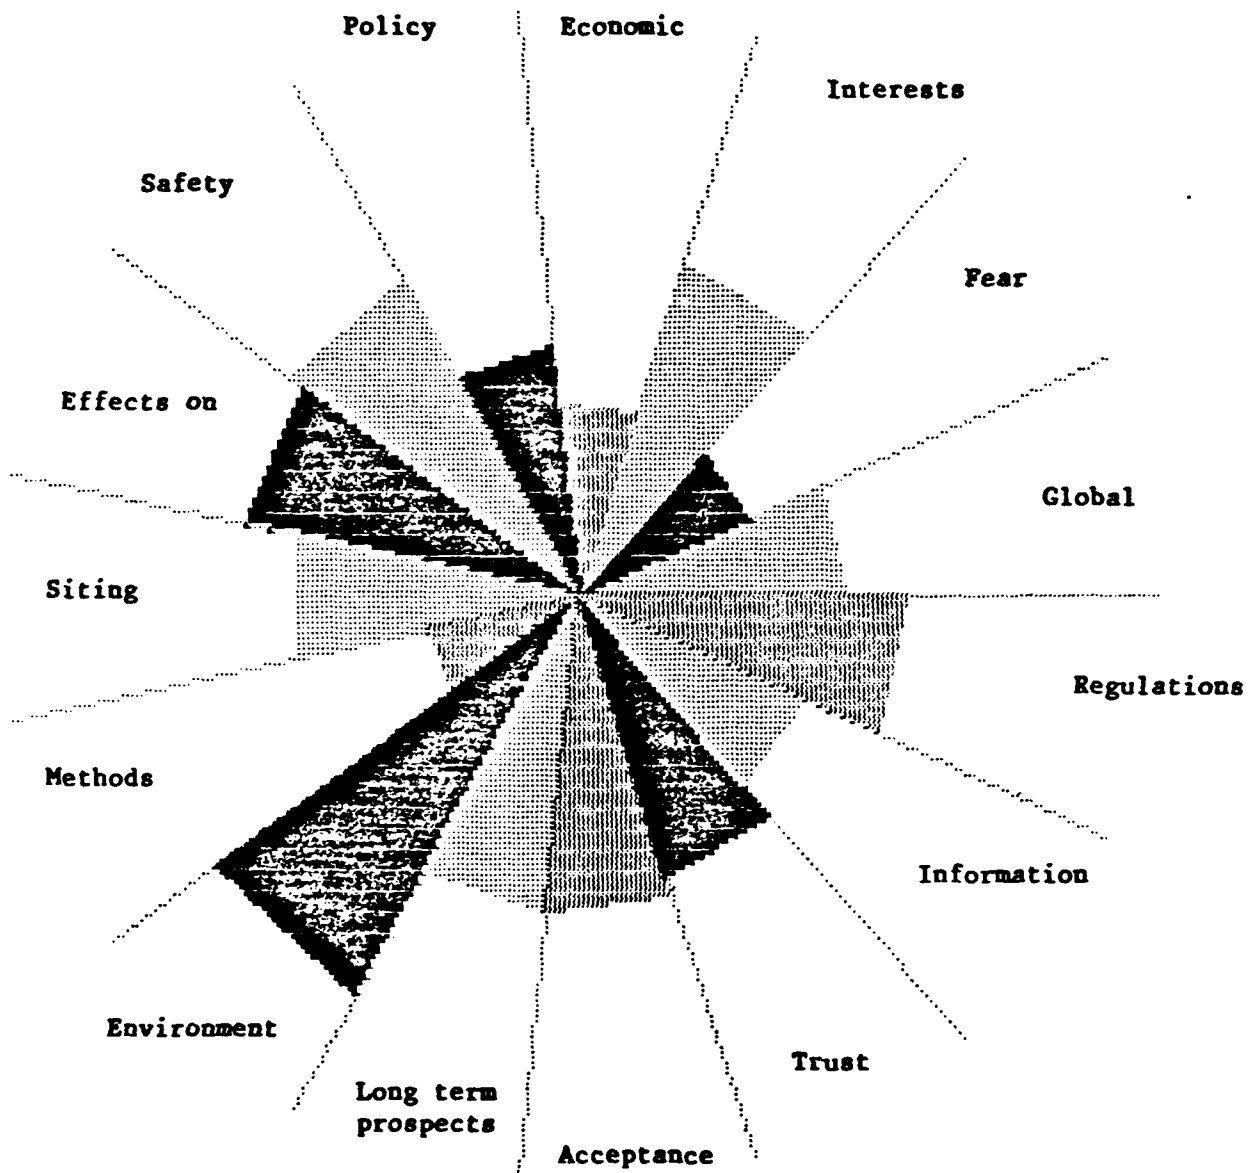 Policy
Economic
Interests
Safety
Fear
Effects on
Global
Siting
Regulations
Methods
Information
Environment
Trust
Long term
prospects
Acceptance